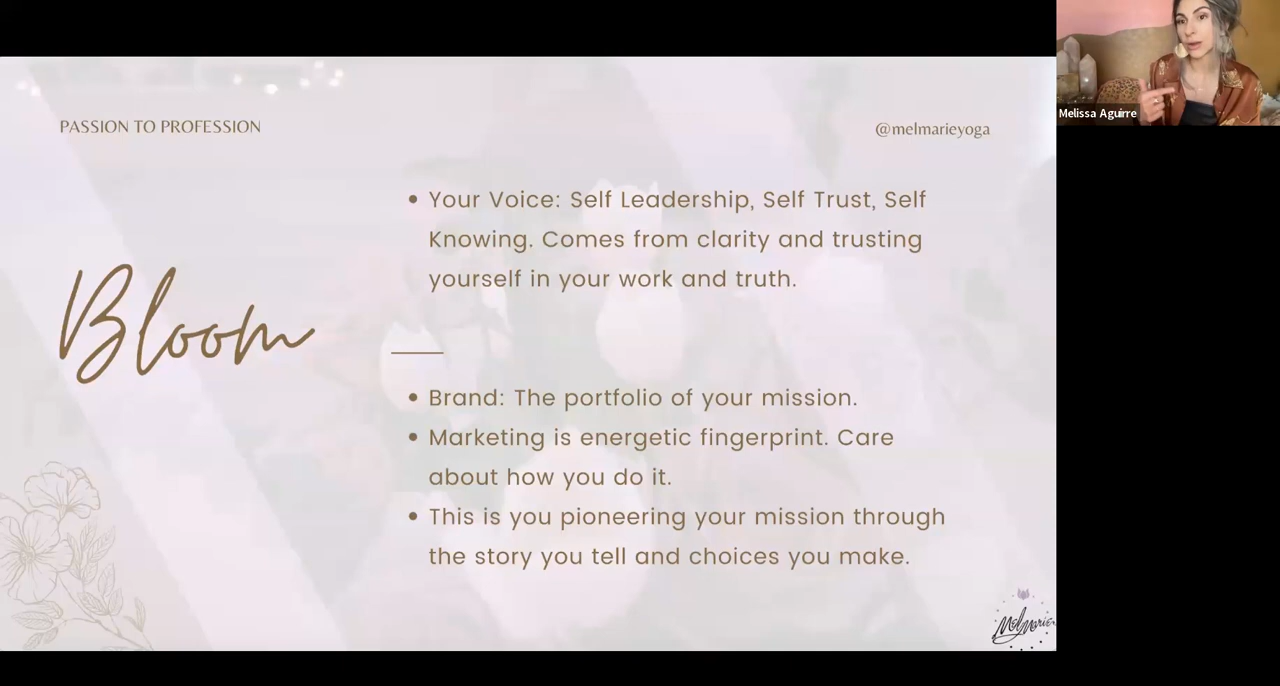 PASSION TO PROFESSION
@melmarieyoga
Melissa Aguirre
Bloom
• Your Voice: Self Leadership, Self Trust, Self
Knowing. Comes from clarity and trusting
yourself in your work and truth.
• Brand: The portfolio of your mission.
• Marketing is energetic fingerprint. Care
about how you do it.
• This is you pioneering your mission through
the story you tell and choices you make.
MelMarie